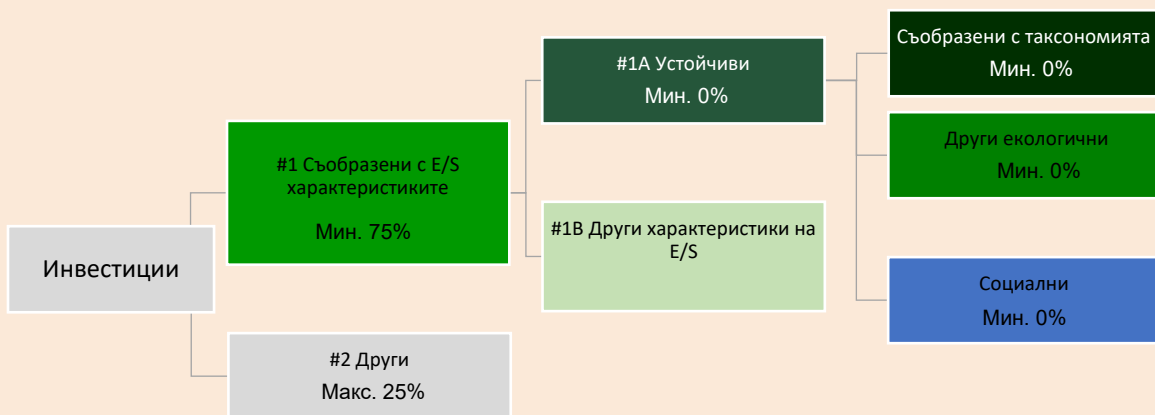 Инвестиции
#1 Съобразени с E/S
характеристиките
Мин. 75%
#2 Други
Макс. 25%
#1A Устойчиви
Мин. 0%
#1B Други характеристики на
E/S
Съобразени с таксономията
Мин. 0%
Други екологични
Мин. 0%
Социални
Мин. 0%